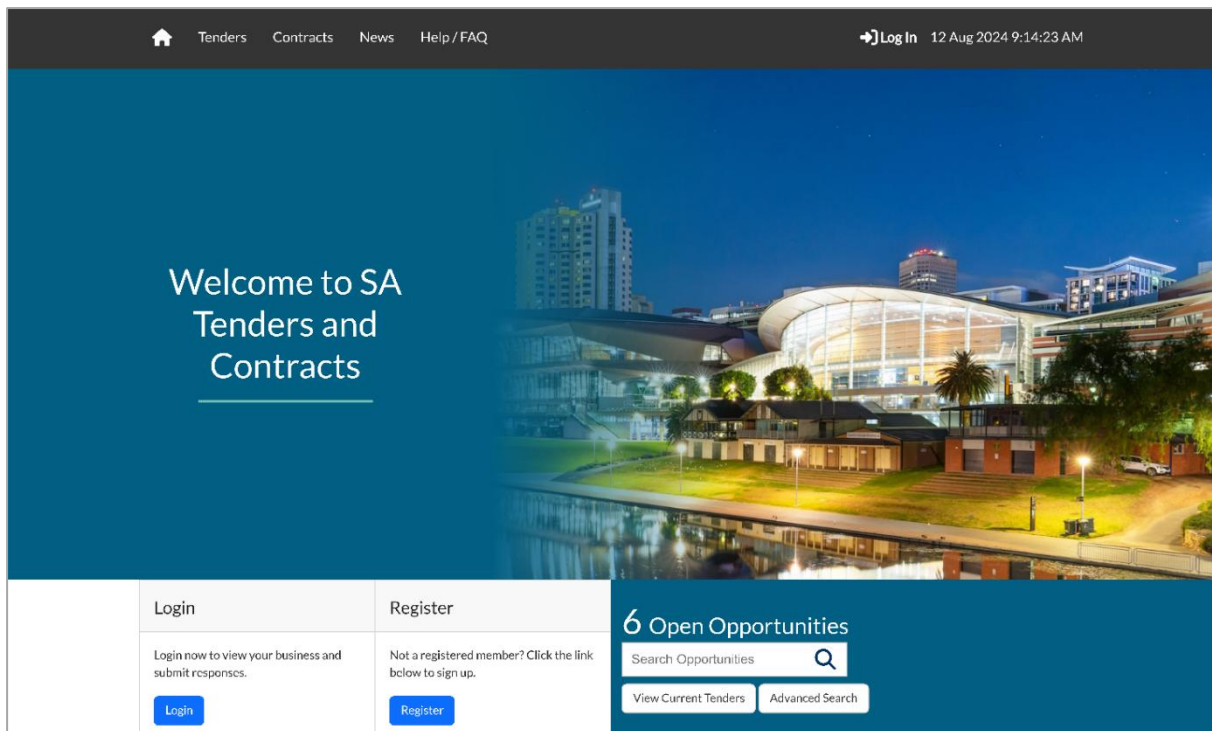 Tenders Contracts News Help / FAQ Log In 12 Aug 2024 9:14:23 AM
Welcome to SA
Tenders and
Contracts
Login
Login now to view your business and
submit responses.
Login
Register
Not a registered member? Click the link
below to sign up.
Register
6 Open Opportunities
Search Opportunities
View Current Tenders Advanced Search